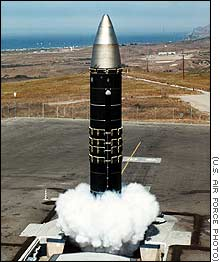 (U.S. AIR FORCE PHOTO)